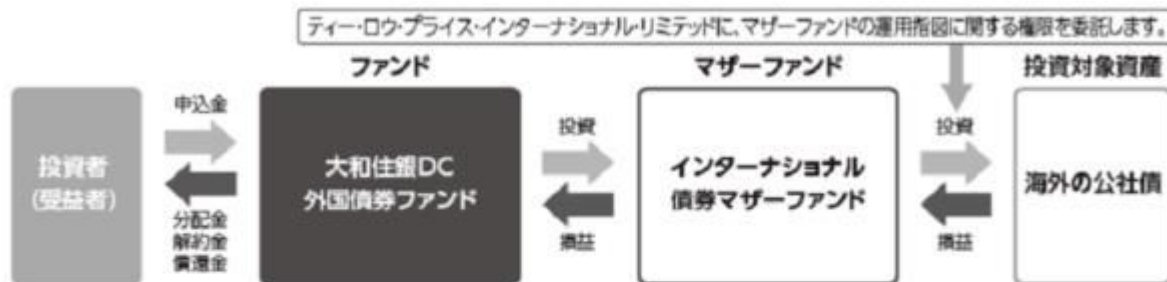 ティー・ロウ・プライス・インターナショナル・リミテッドに、マザーファンドの運用指図に関する権限を委託します。
ファンド
マザーファンド
投資対象資産
投資者
(受益者)
申込金
分配金
解約金
償還金
大和住銀DC
外国債券ファンド
投資
損益
インターナショナル
債券マザーファンド
投資
損益
海外の公社債